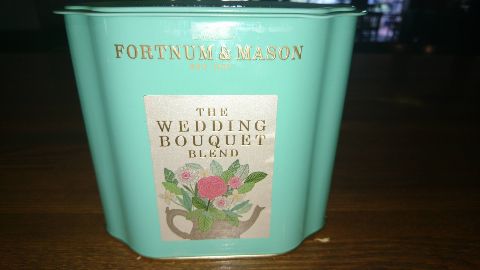 FORTNUM & MASON
THE
WEDDING
BOUQUET
BLEND